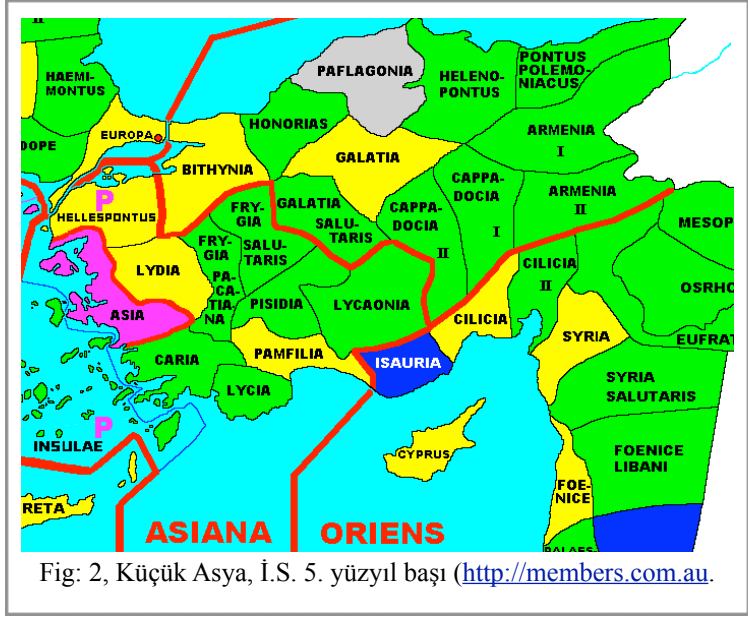 II
HAEMI-
MONTUS
DOPE
EUROPA
BITHYNIA
HONORIAS
PAFLAGONIA
HELENO-
PONTUS
PONTUS
POLEMO-
NIACUS
GALATIA
ARMENIA
I
ARMENIA
II
CAPPA-
DOCIA
I
CAPPA-
DOCIA
II
P
HELLESPONTUS
FRY-
GIA
SALU-
TARIS
GALATIA
SALU-
TARIS
FRY-
GIA
PA-
CA-
TIA-
NA
LYDIA
ASIA
PISIDIA
LYCAONIA
CILICIA
CILICIA
II
MESOP
OSRHO
EUFRAT
SYRIA
SYRIA
SALUTARIS
CARIA
PAMFILIA
ISAURIA
LYCIA
P
INSULAE
CYPRUS
FOE-
NICE
FOENICE
LIBANI
RETA
ASIANA
ORIENS
PALAES
Fig: 2, Küçük Asya, İ.S. 5. yüzyıl başı (http://members.com.au.